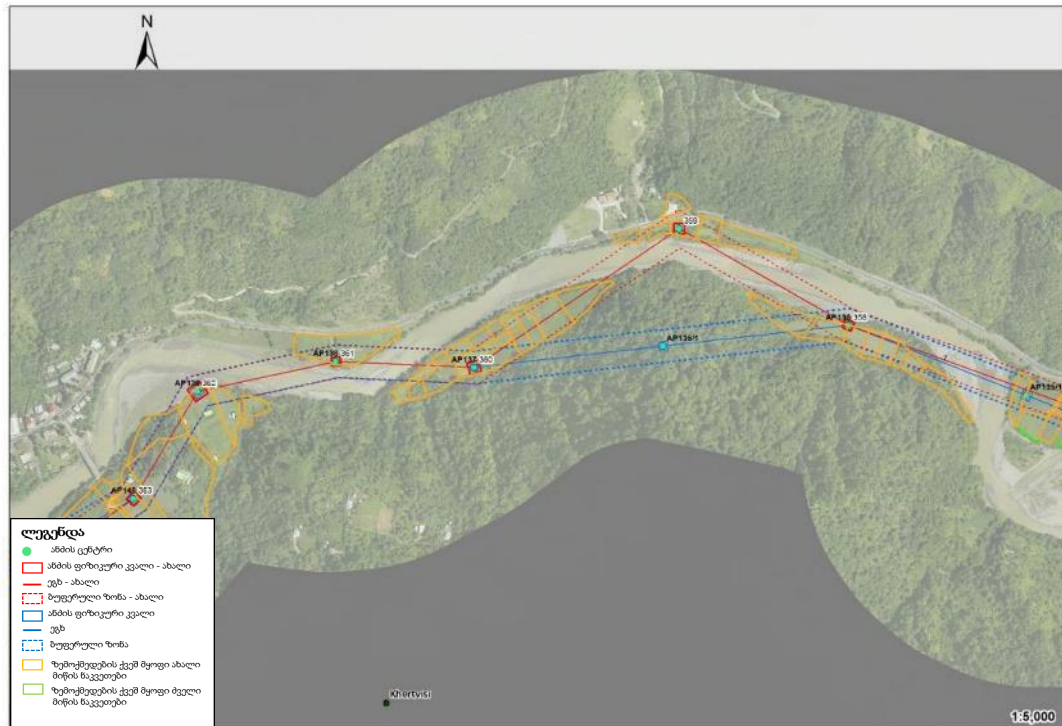 N
359
AP136 358
AP136/1
AP138 361
AP137 360
AP139 362
AP135/1
AP140 363
ლეგენდა
ანძის ცენტრი
ანძის ფიზიკური კვალი - ახალი
ეგხ - ახალი
ბუფერული ზონა - ახალი
ანძის ფიზიკური კვალი
ეგხ
ბუფერული ზონა
ზემოქმედების ქვეშ მყოფი ახალი
მიწის ნაკვეთები
ზემოქმედების ქვეშ მყოფი ძველი
მიწის ნაკვეთები
Khertvisi
1:5,000